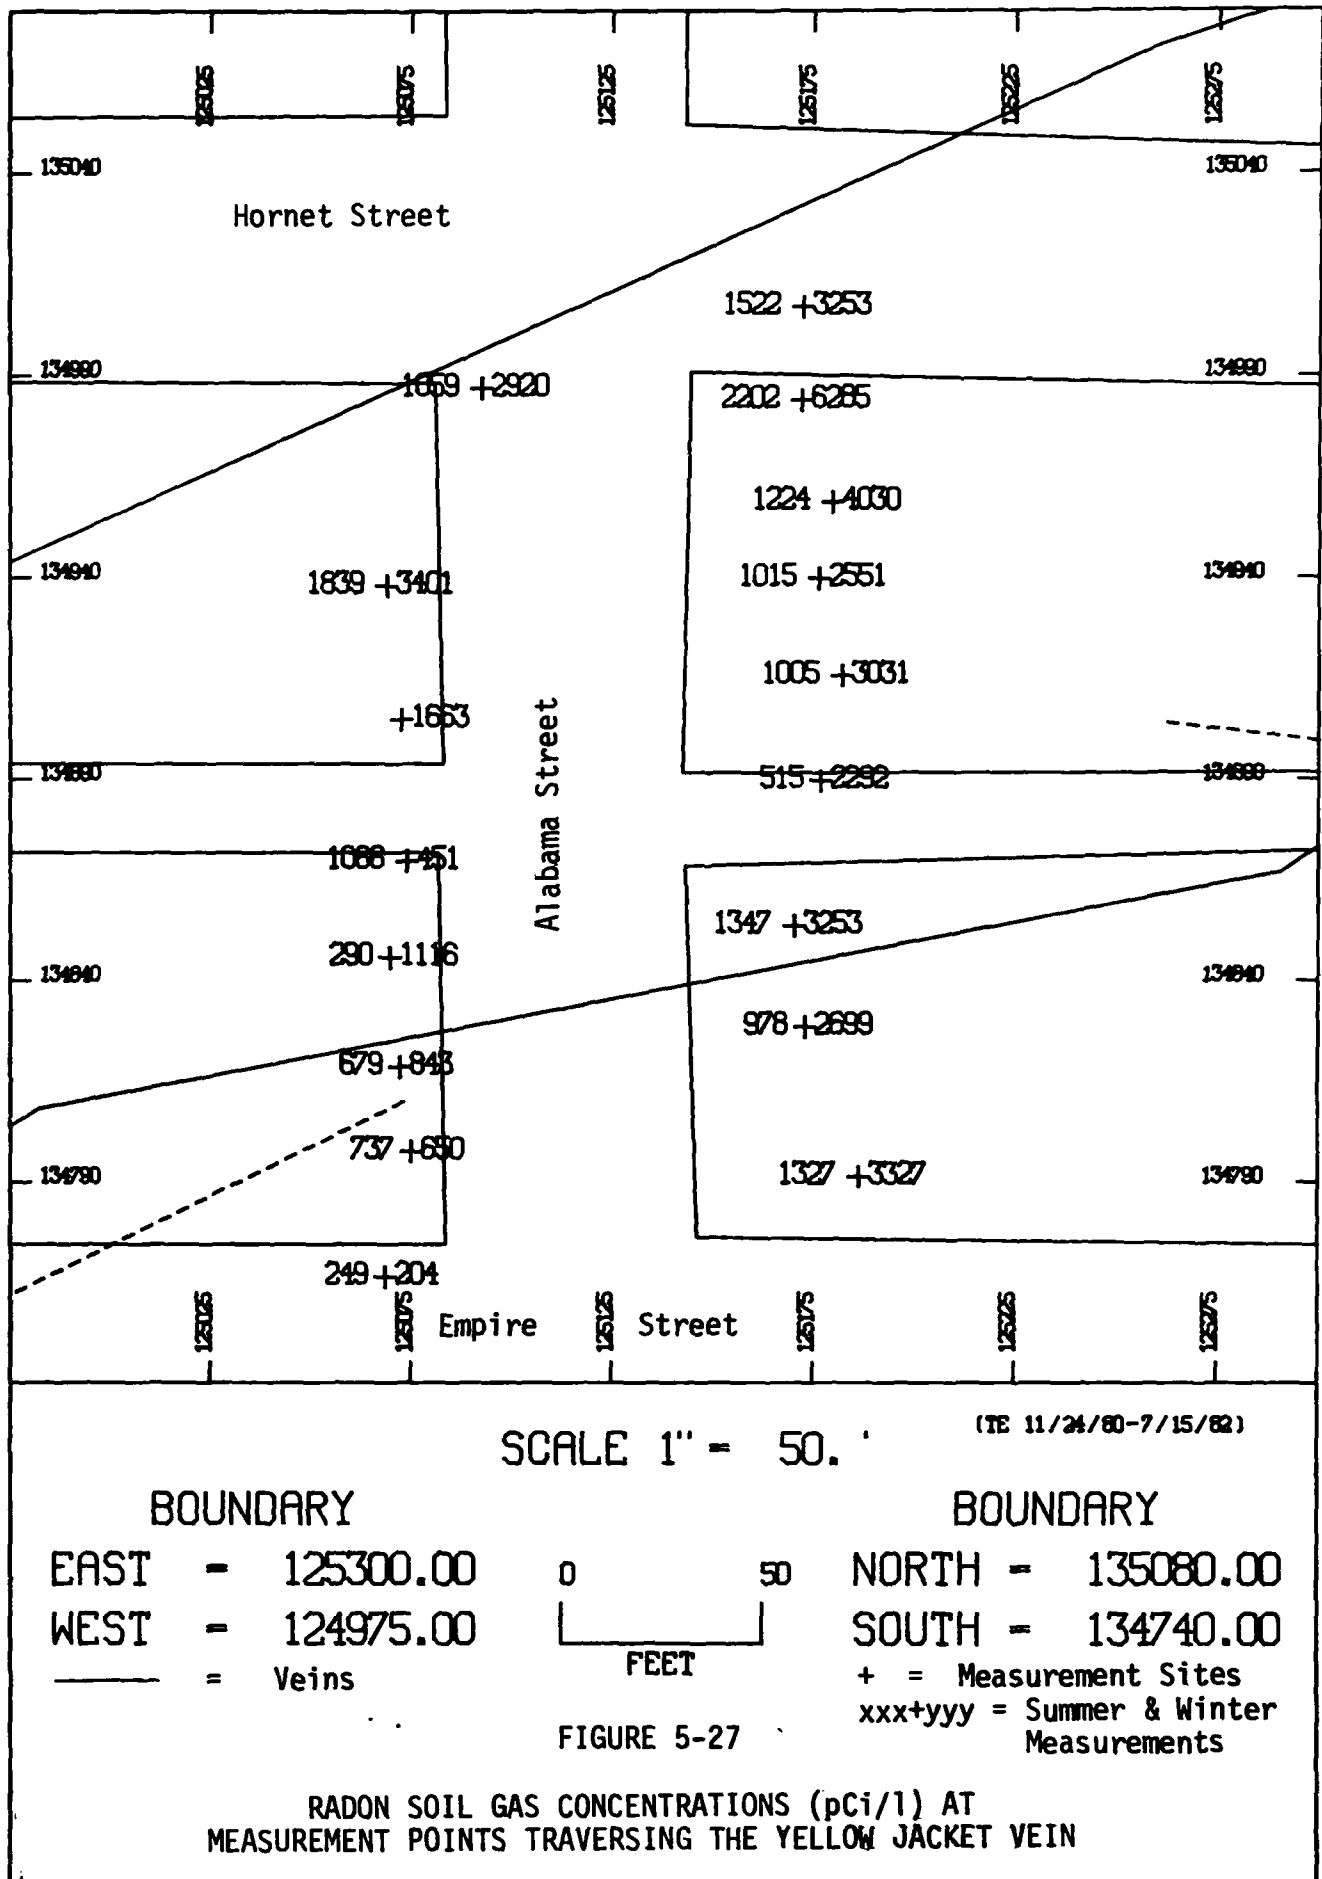 125025 125075 125125 125175 125225 125275
135040 135040
Hornet Street
1522 +3253
134990 134990
1659 +2920
2202 +6285
1224 +4030
134940 134940
1839 +3401
1015 +2551
1005 +3031
+1663
Alabama Street
134890 134890
515 +2292
1088 +451
1347 +3253
290 +1116
134840 134840
978 +2699
679 +843
737 +650
134790 134790
1327 +3327
249 +204
125025 125075 125125 125175 125225 125275
Empire Street
(TE 11/24/80-7/15/82)
SCALE 1" = 50. '
BOUNDARY BOUNDARY
EAST = 125300.00 0 50 NORTH = 135080.00
WEST = 124975.00 SOUTH = 134740.00
FEET
= Veins + = Measurement Sites
xxx+yyy = Summer & Winter
Measurements
FIGURE 5-27
RADON SOIL GAS CONCENTRATIONS (pCi/l) AT
MEASUREMENT POINTS TRAVERSING THE YELLOW JACKET VEIN